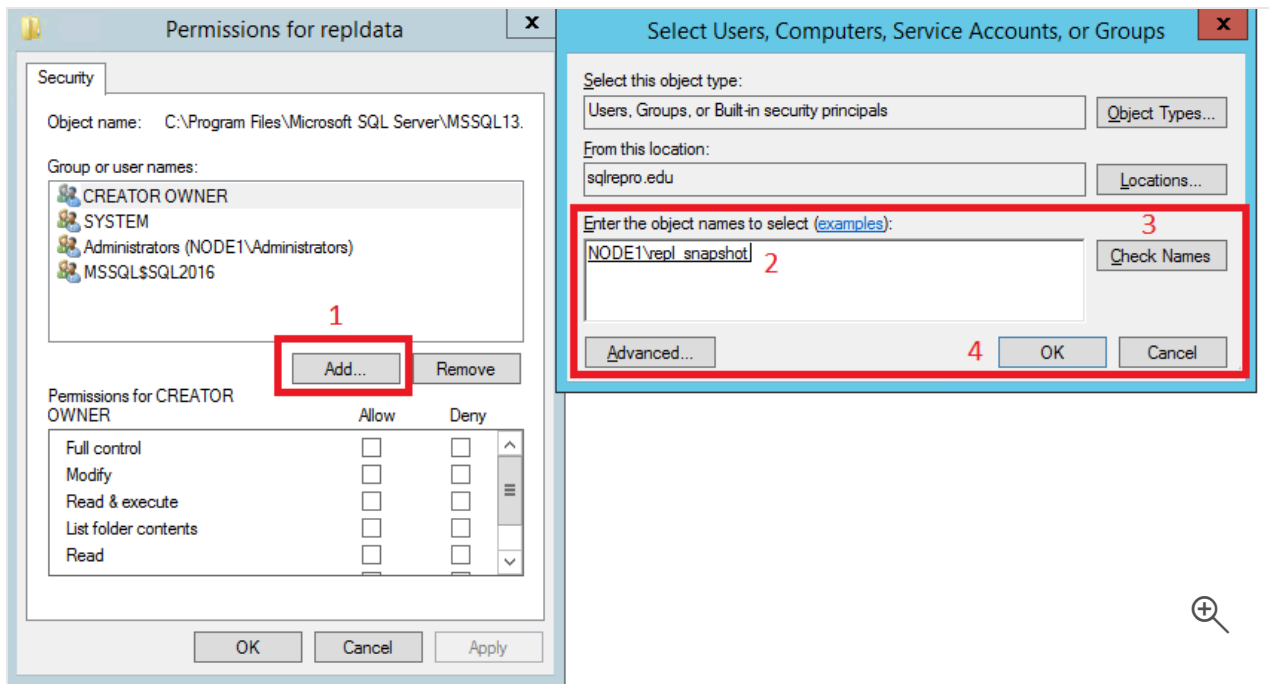 Permissions for repldata
x
Security
Object name: C:\Program Files\Microsoft SQL Server\MSSQL13.
Group or user names:
CREATOR OWNER
SYSTEM
Administrators (NODE1\Administrators)
MSSQL$SQL2016
1
Add...
Remove
Permissions for CREATOR
OWNER
Allow
Deny
Full control
Modify
Read & execute
List folder contents
Read
OK
Cancel
Apply
Select Users, Computers, Service Accounts, or Groups
x
Select this object type:
Users, Groups, or Built-in security principals
Object Types...
From this location:
sqlrepro.edu
Locations...
Enter the object names to select (examples):
3
NODE1\repl_snapshot
2
Check Names
Advanced...
4
OK
Cancel